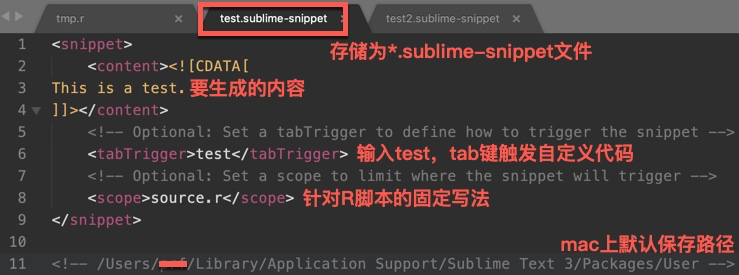 tmp.r × test.sublime-snippet × test2.sublime-snippet ×
1 <snippet> 存储为*.sublime-snippet文件
2 <content><![CDATA[
3 This is a test. 要生成的内容
4 ]]></content>
5 <!-- Optional: Set a tabTrigger to define how to trigger the snippet -->
6 <tabTrigger>test</tabTrigger> 输入test，tab键触发自定义代码
7 <!-- Optional: Set a scope to limit where the snippet will trigger -->
8 <scope>source.r</scope> 针对R脚本的固定写法
9 </snippet>
10 mac上默认保存路径
11 <!-- /Users/ /Library/Application Support/Sublime Text 3/Packages/User -->